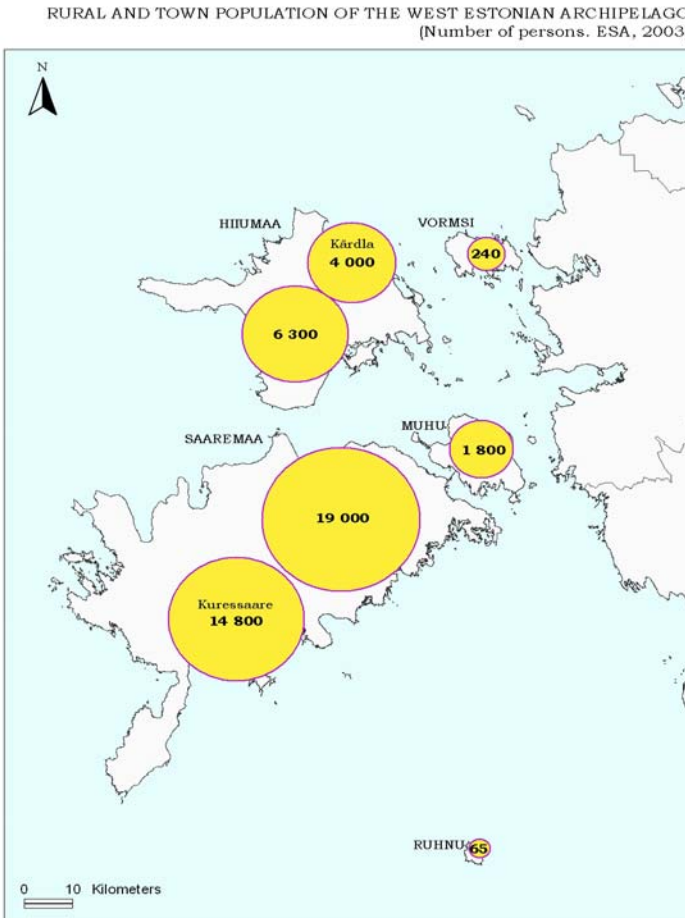 RURAL AND TOWN POPULATION OF THE WEST ESTONIAN ARCHIPELAGO
(Number of persons. ESA, 2003
N
HIIUMAA
VORMSI
Kärdla
4 000
240
6 300
MUHU
SAAREMAA
1 800
19 000
Kuressaare
14 800
RUHNU
65
0 10 Kilometers